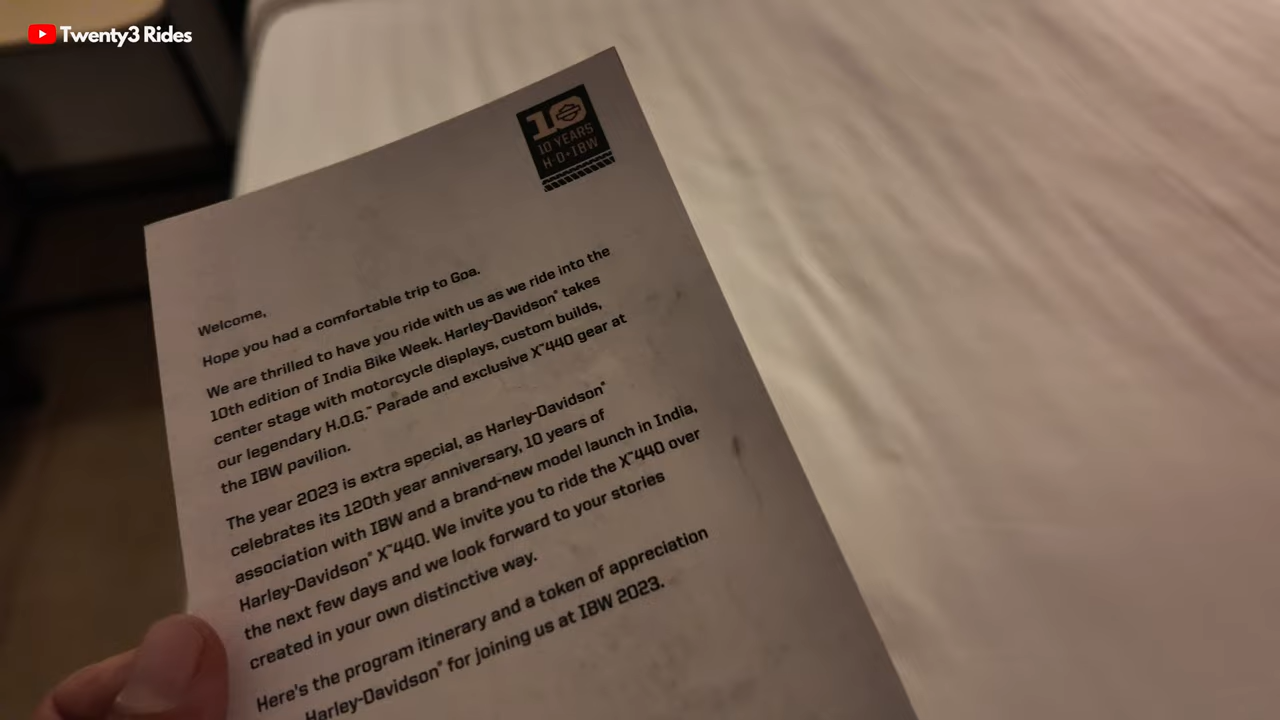 Twenty3 Rides
10
10 YEARS
H-D•IBW
Welcome,
Hope you had a comfortable trip to Goa.
We are thrilled to have you ride with us as we ride into the
10th edition of India Bike Week. Harley-Davidson® takes
center stage with motorcycle displays, custom builds,
our legendary H.O.G.™ Parade and exclusive X™440 gear at
the IBW pavilion.
The year 2023 is extra special, as Harley-Davidson®
celebrates its 120th year anniversary, 10 years of
association with IBW and a brand-new model launch in India,
Harley-Davidson® X™440. We invite you to ride the X™440 over
the next few days and we look forward to your stories
created in your own distinctive way.
Here's the program itinerary and a token of appreciation
Harley-Davidson® for joining us at IBW 2023.